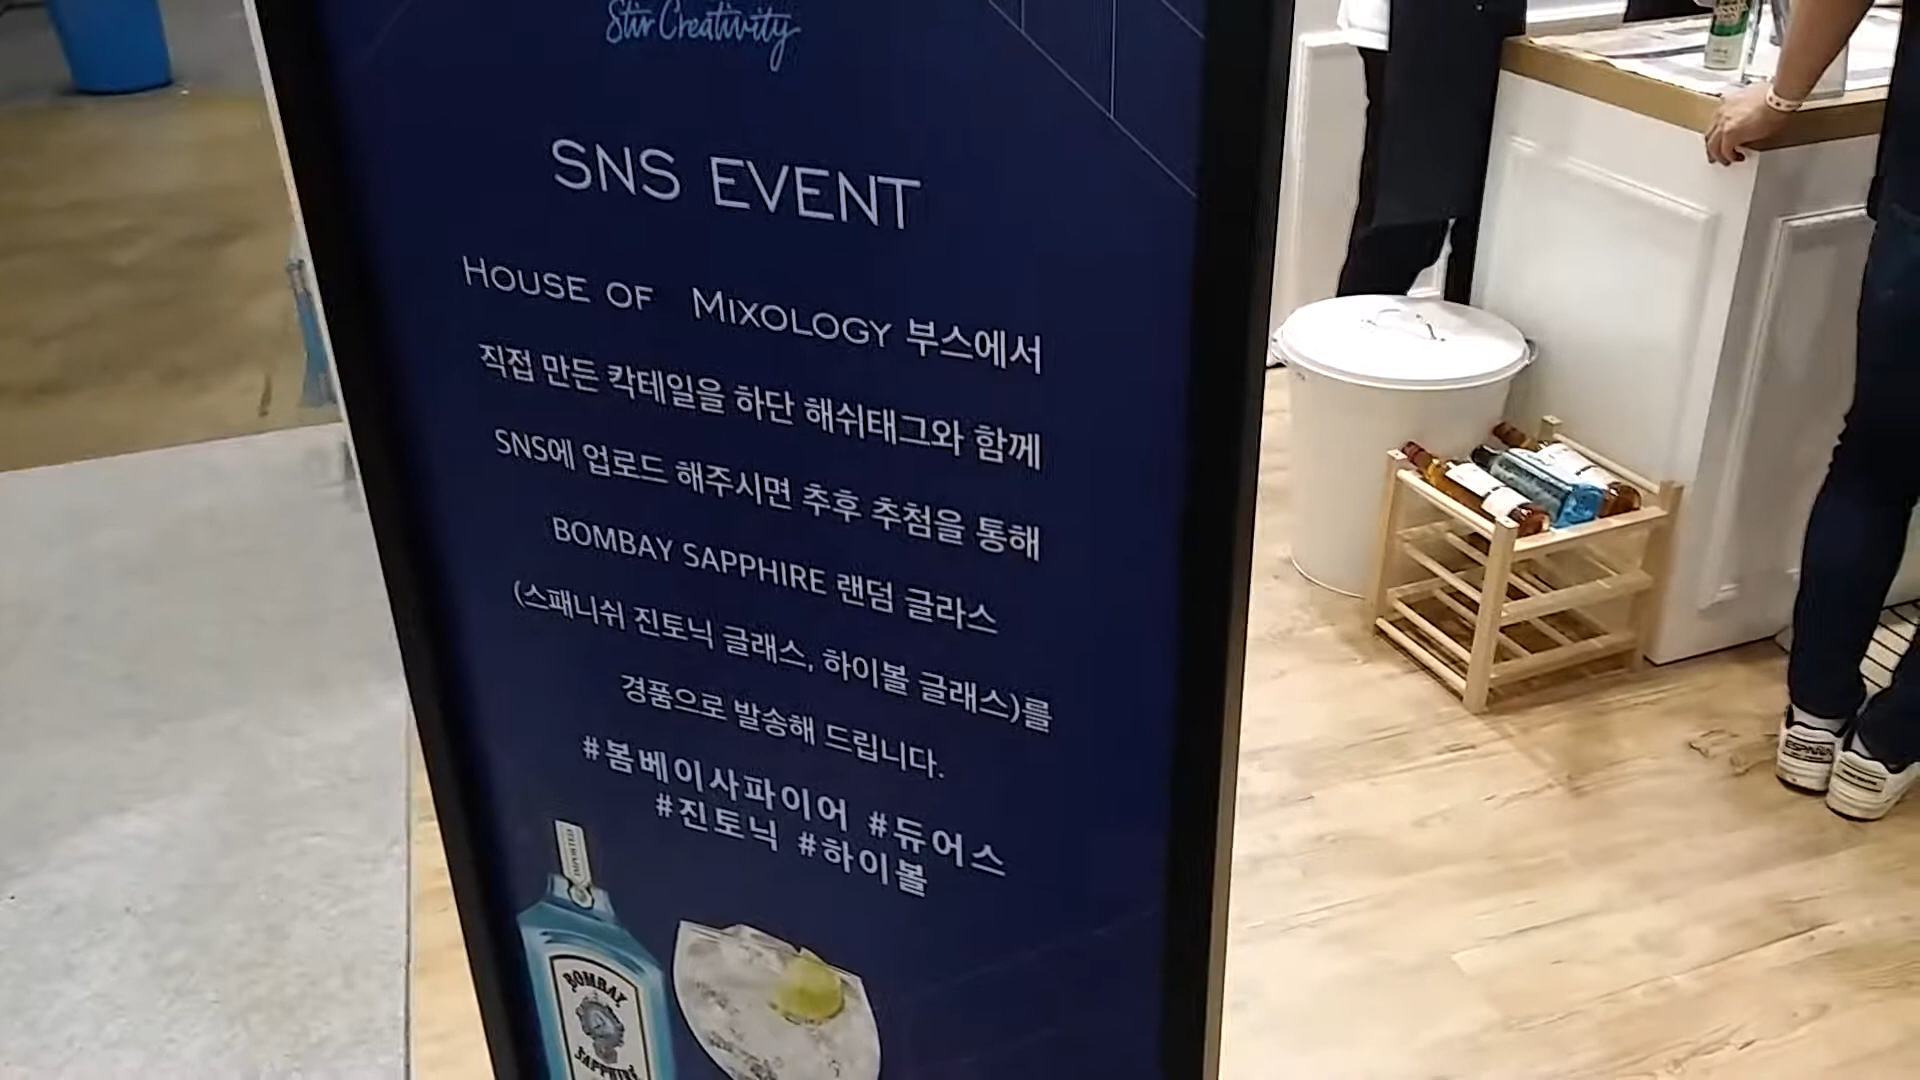 Stir Creativity
SNS EVENT
HOUSE OF MIXOLOGY 부스에서
직접 만든 칵테일을 하단 해쉬태그와 함께
SNS에 업로드 해주시면 추후 추첨을 통해
BOMBAY SAPPHIRE 랜덤 글라스
(스패니쉬 진토닉 글래스, 하이볼 글래스)를
경품으로 발송해 드립니다.
#봄베이사파이어 #듀어스
#진토닉 #하이볼
IMPORTED
BOMBAY
SAPPHIRE
ESPAÑA